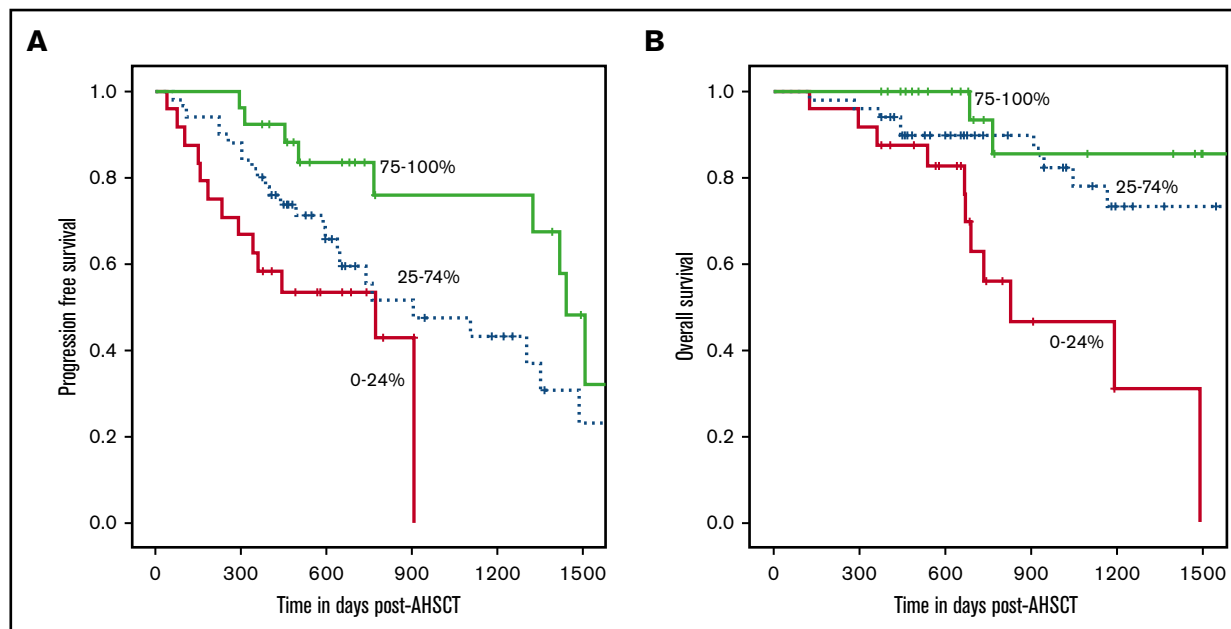 A
Progression free survival
1.0
0.8
0.6
0.4
0.2
0.0
75-100%
25-74%
0-24%
0 300 600 900 1200 1500
Time in days post-AHSCT
B
Overall survival
1.0
0.8
0.6
0.4
0.2
0.0
75-100%
25-74%
0-24%
0 300 600 900 1200 1500
Time in days post-AHSCT